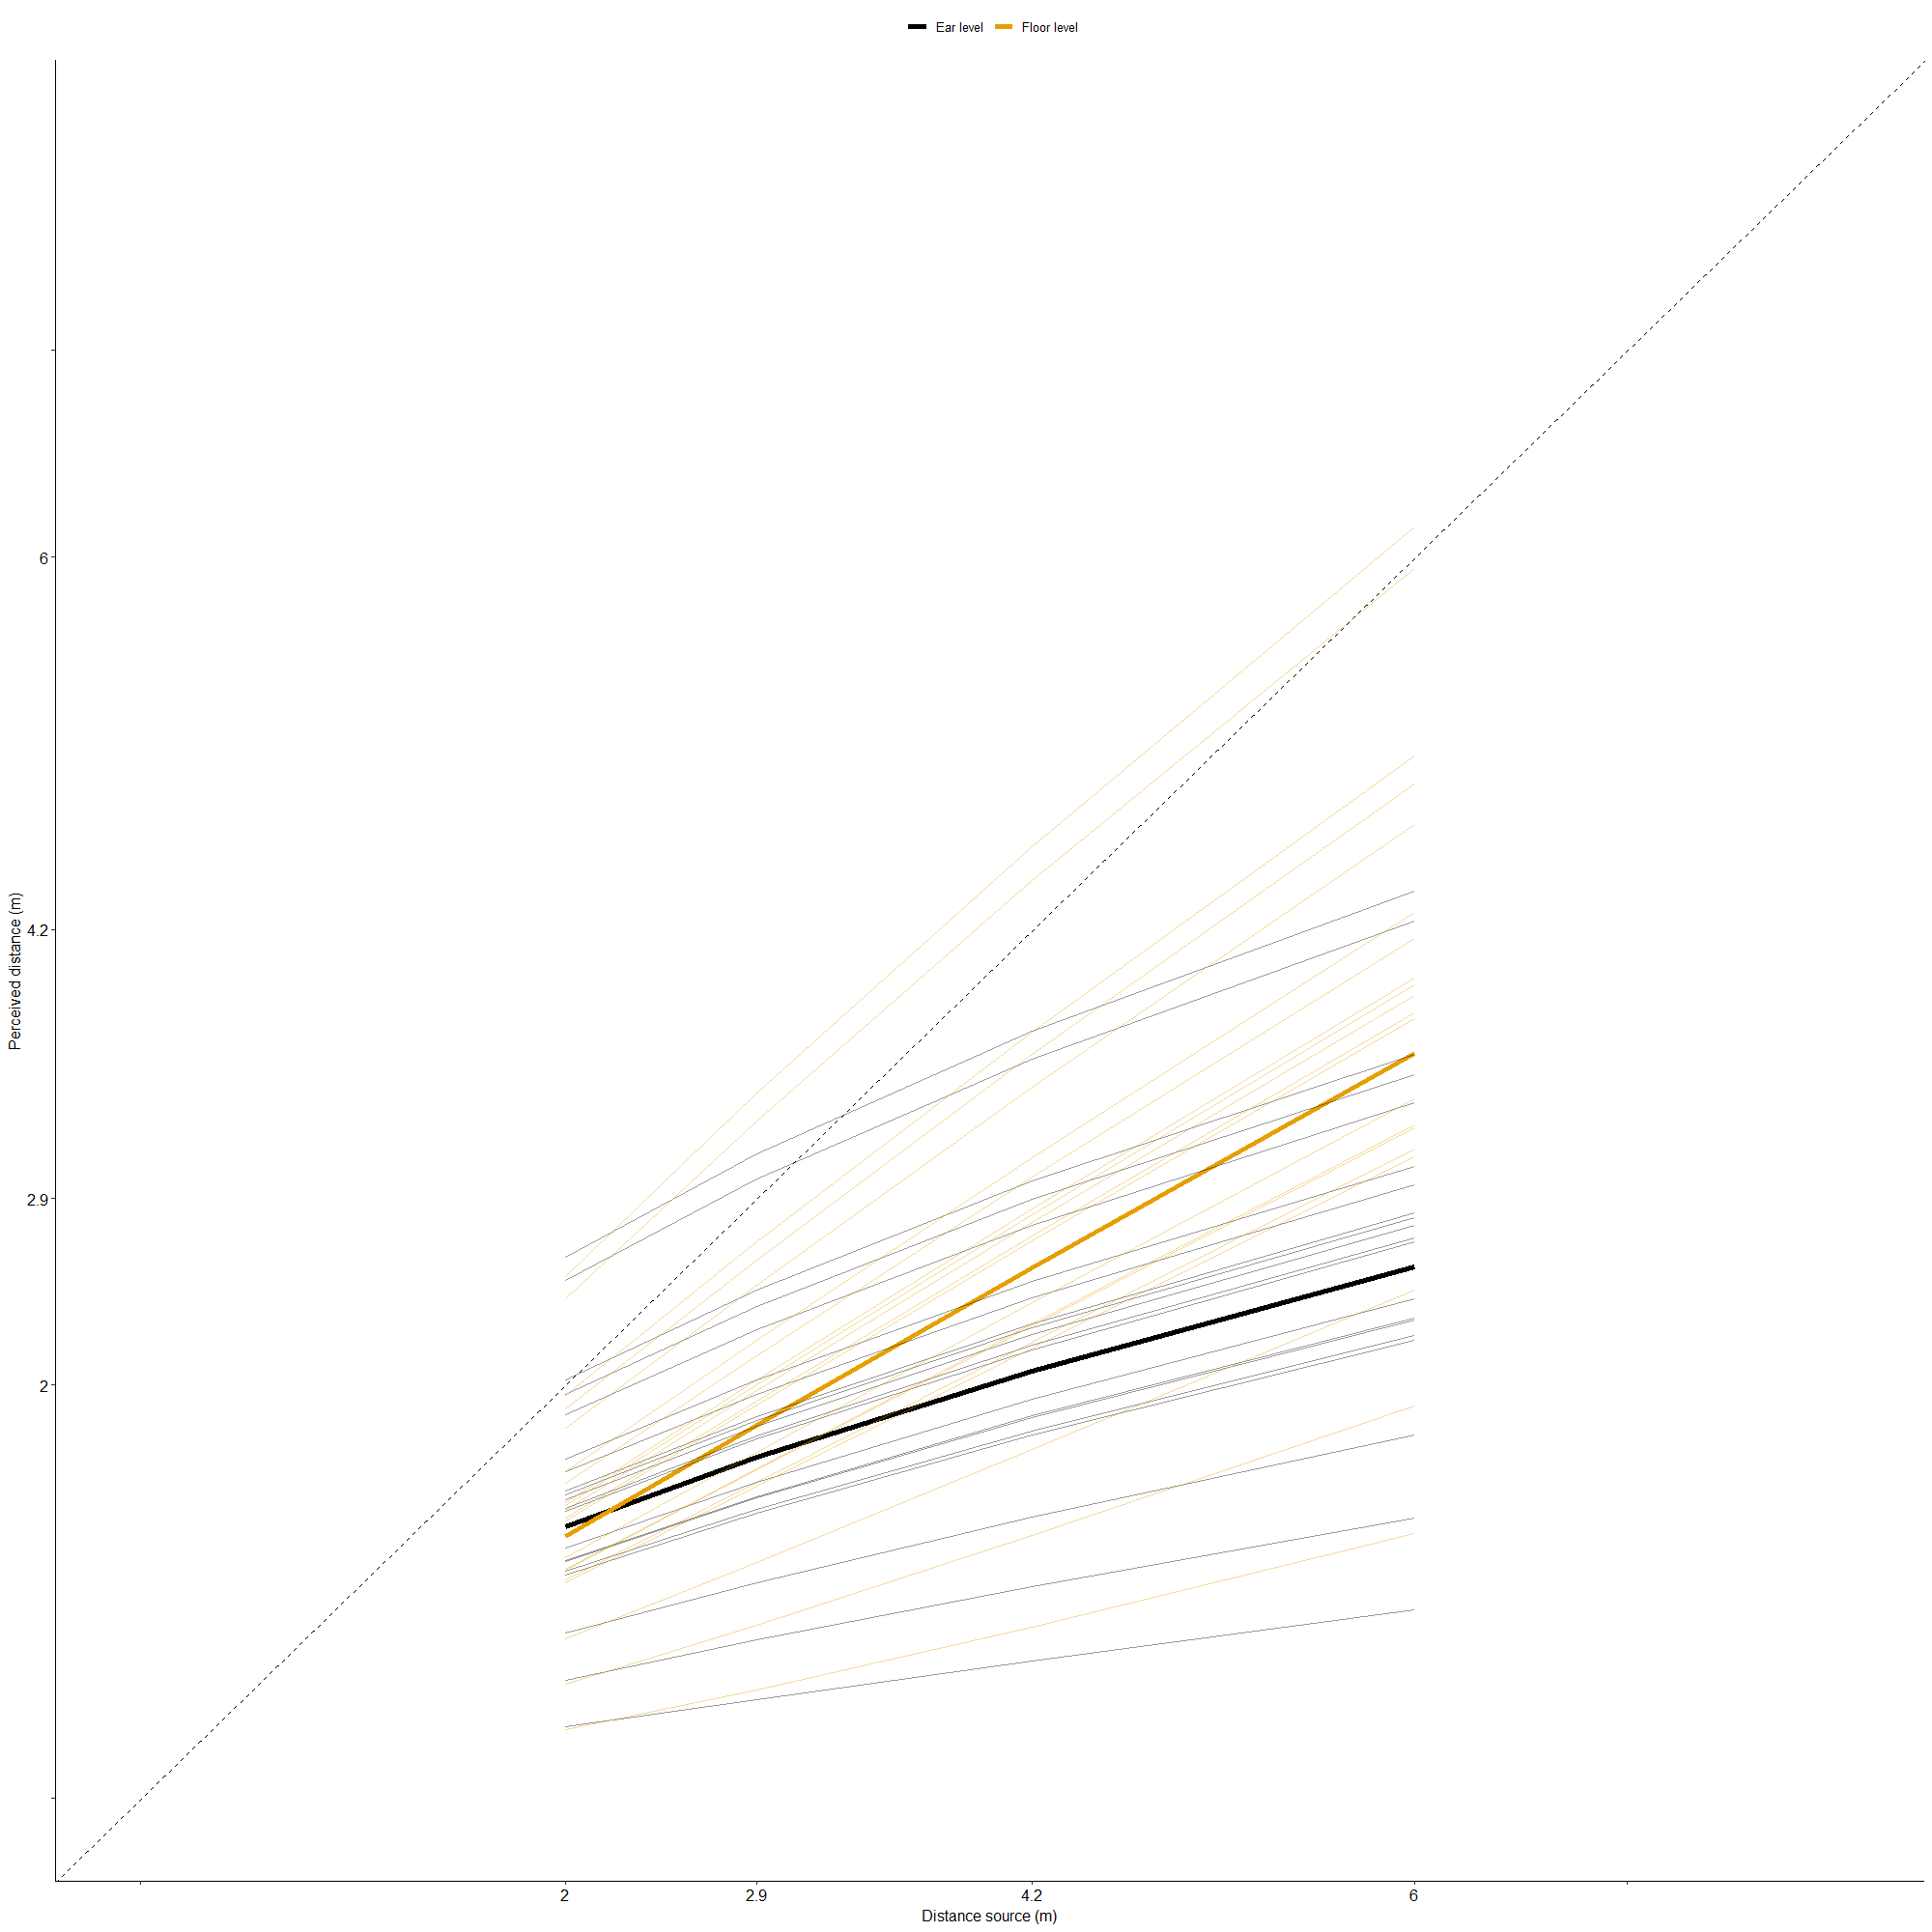 Ear level Floor level
6
4.2
2.9
2
Perceived distance (m)
2 2.9 4.2 6
Distance source (m)